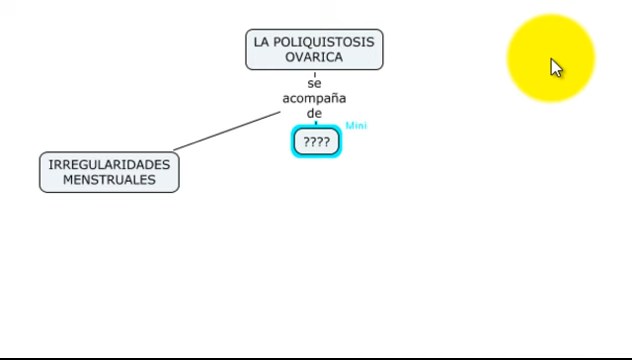 LA POLIQUISTOSIS
OVARICA
se
acompaña
de
Mini
????
IRREGULARIDADES
MENSTRUALES